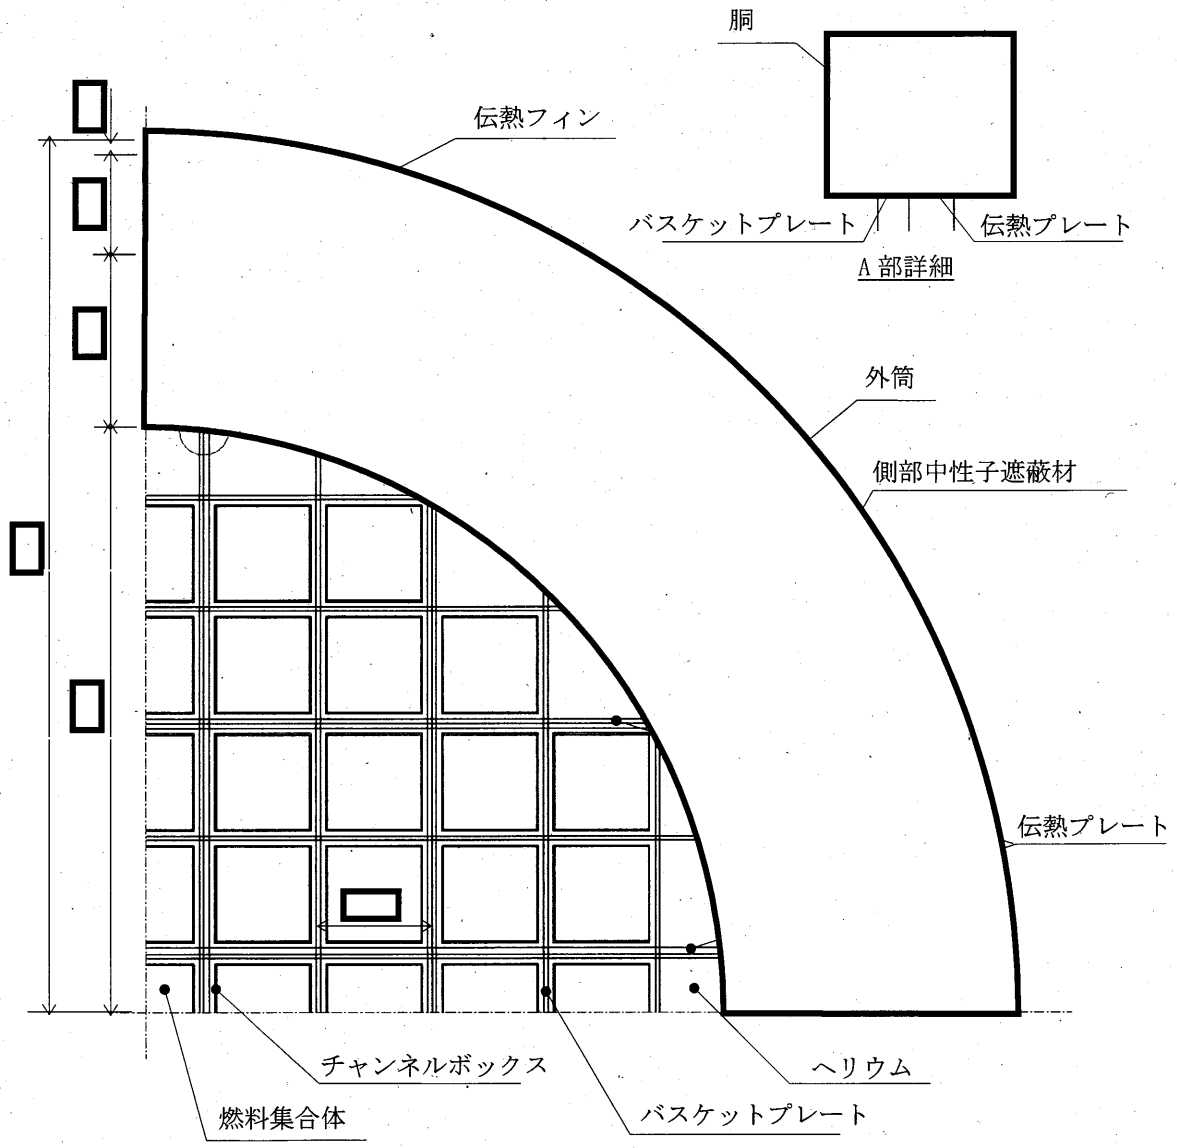 胴
伝熱フィン
バスケットプレート
伝熱プレート
A部詳細
外筒
側部中性子遮蔽材
伝熱プレート
チャンネルボックス
ヘリウム
燃料集合体
バスケットプレート